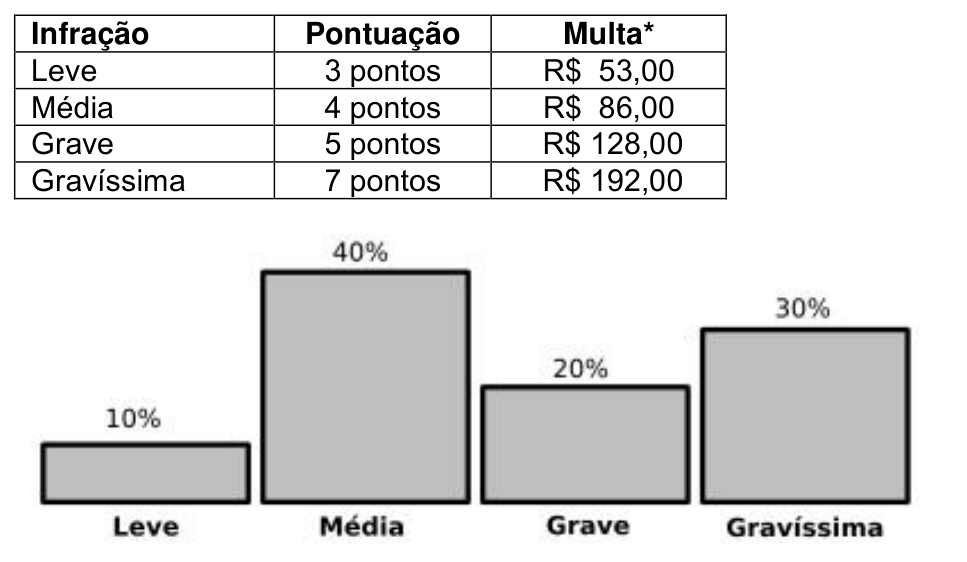 Infração Pontuação Multa*
Leve 3 pontos R$ 53,00
Média 4 pontos R$ 86,00
Grave 5 pontos R$ 128,00
Gravíssima 7 pontos R$ 192,00
40%
30%
20%
10%
Leve Média Grave Gravíssima